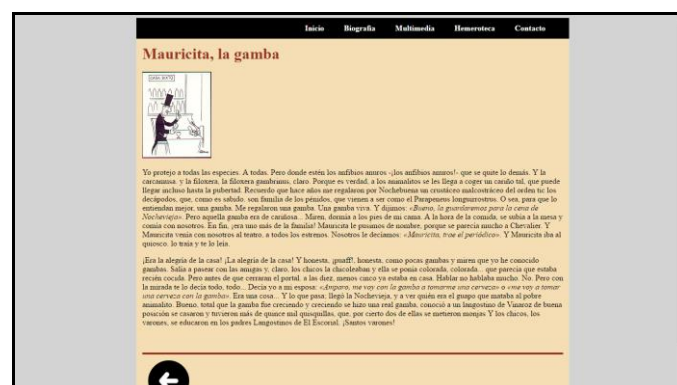 Inicio Biografia Multimedia Hemeroteca Contacto
Mauricita, la gamba
Yo protejo a todas las especies. A todas. Pero donde estén los anfibios anuros -¡los anfibios anuros!- que se quite lo demás. Y la
carcamusa. y la filoxera, la filoxera gambrinus, claro. Porque es verdad, a los animalitos se les llega a coger un cariño tal, que puede
llegar incluso hasta la pubertad. Recuerdo que hace años me regalaron por Nochebuena un crustáceo malcostráceo del orden tic los
decápodos, que, como es sabido, son familia de los pénidos, que vienen a ser como el Parapeneus longuirrostrus. O sea, para que lo
entiendan mejor, una gamba. Me regalaron una gamba. Una gamba viva. Y dijimos: «Bueno, la guardaremos para la cena de
Nochevieja». Pero aquella gamba era de cariñosa... Miren, dormía a los pies de mi cama. A la hora de la comida, se subía a la mesa y
comía con nosotros. En fin, ¡era uno más de la familia! Mauricita le pusimos de nombre, porque se parecía mucho a Chevalier. Y
Mauricita venía con nosotros al teatro, a todos los estrenos. Nosotros le decíamos: «Mauricita, trae el periódico». Y Mauricita iba al
quiosco, lo traía y te lo leía.
¡Era la alegría de la casa! ¡La alegría de la casa! Y honesta, ¡puaff!, honesta, como pocas gambas y miren que yo he conocido
gambas. Salía a pasear con las amigas y, claro, los chicos la chicoleaban y ella se ponía colorada, colorada... que parecía que estaba
recién cocida. Pero antes de que cerraran el portal, a las diez, menos cinco ya estaba en casa. Hablar no hablaba mucho. No. Pero con
la mirada te lo decía todo, todo... Decía yo a mi esposa: «Amparo, me voy con la gamba a tomarme una cerveza» o «me voy a tomar
una cerveza con la gamba». Era una cosa... Y lo que pasa, llegó la Nochevieja, y a ver quién era el guapo que mataba al pobre
animalito. Bueno, total que la gamba fue creciendo y creciendo se hizo una real gamba, conoció a un langostino de Vinaroz de buena
posición se casaron y tuvieron más de quince mil quisquillas, que, por cierto dos de ellas se metieron monjas Y los chicos, los
varones, se educaron en los padres Langostinos de El Escorial. ¡Santos varones!